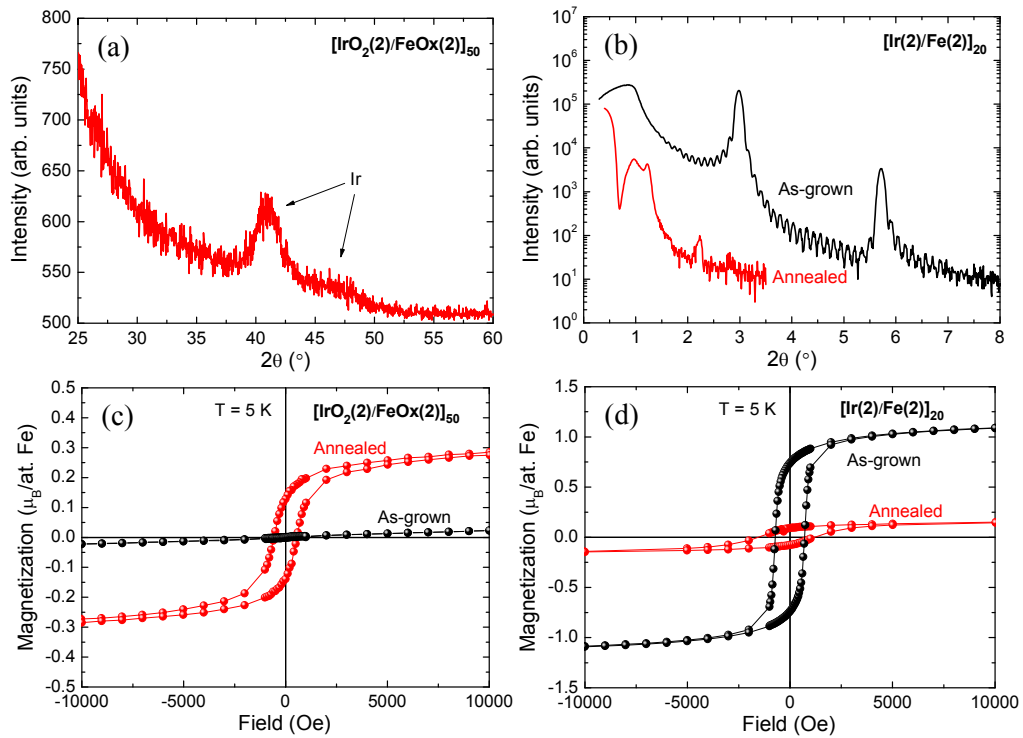 (a)
[IrO2(2)/FeOx(2)]50
Ir
Intensity (arb. units)
800
750
700
650
600
550
500
25 30 35 40 45 50 55 60
2θ (°)
(b)
[Ir(2)/Fe(2)]20
As-grown
Annealed
Intensity (arb. units)
10^7
10^6
10^5
10^4
10^3
10^2
10^1
10^0
0 1 2 3 4 5 6 7 8
2θ (°)
(c)
T = 5 K
[IrO2(2)/FeOx(2)]50
Annealed
As-grown
Magnetization (μB/at. Fe)
0.5
0.4
0.3
0.2
0.1
0.0
-0.1
-0.2
-0.3
-0.4
-0.5
-10000 -5000 0 5000 10000
Field (Oe)
(d)
T = 5 K
[Ir(2)/Fe(2)]20
As-grown
Annealed
Magnetization (μB/at. Fe)
1.5
1.0
0.5
0.0
-0.5
-1.0
-1.5
-10000 -5000 0 5000 10000
Field (Oe)